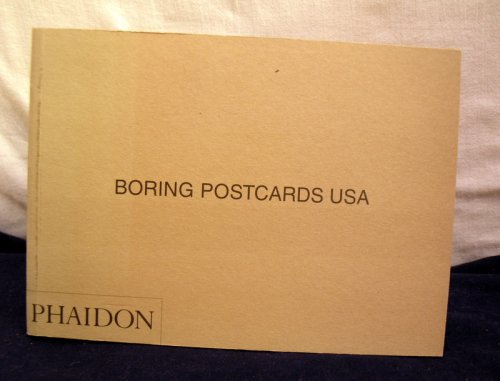 BORING POSTCARDS USA
PHAIDON